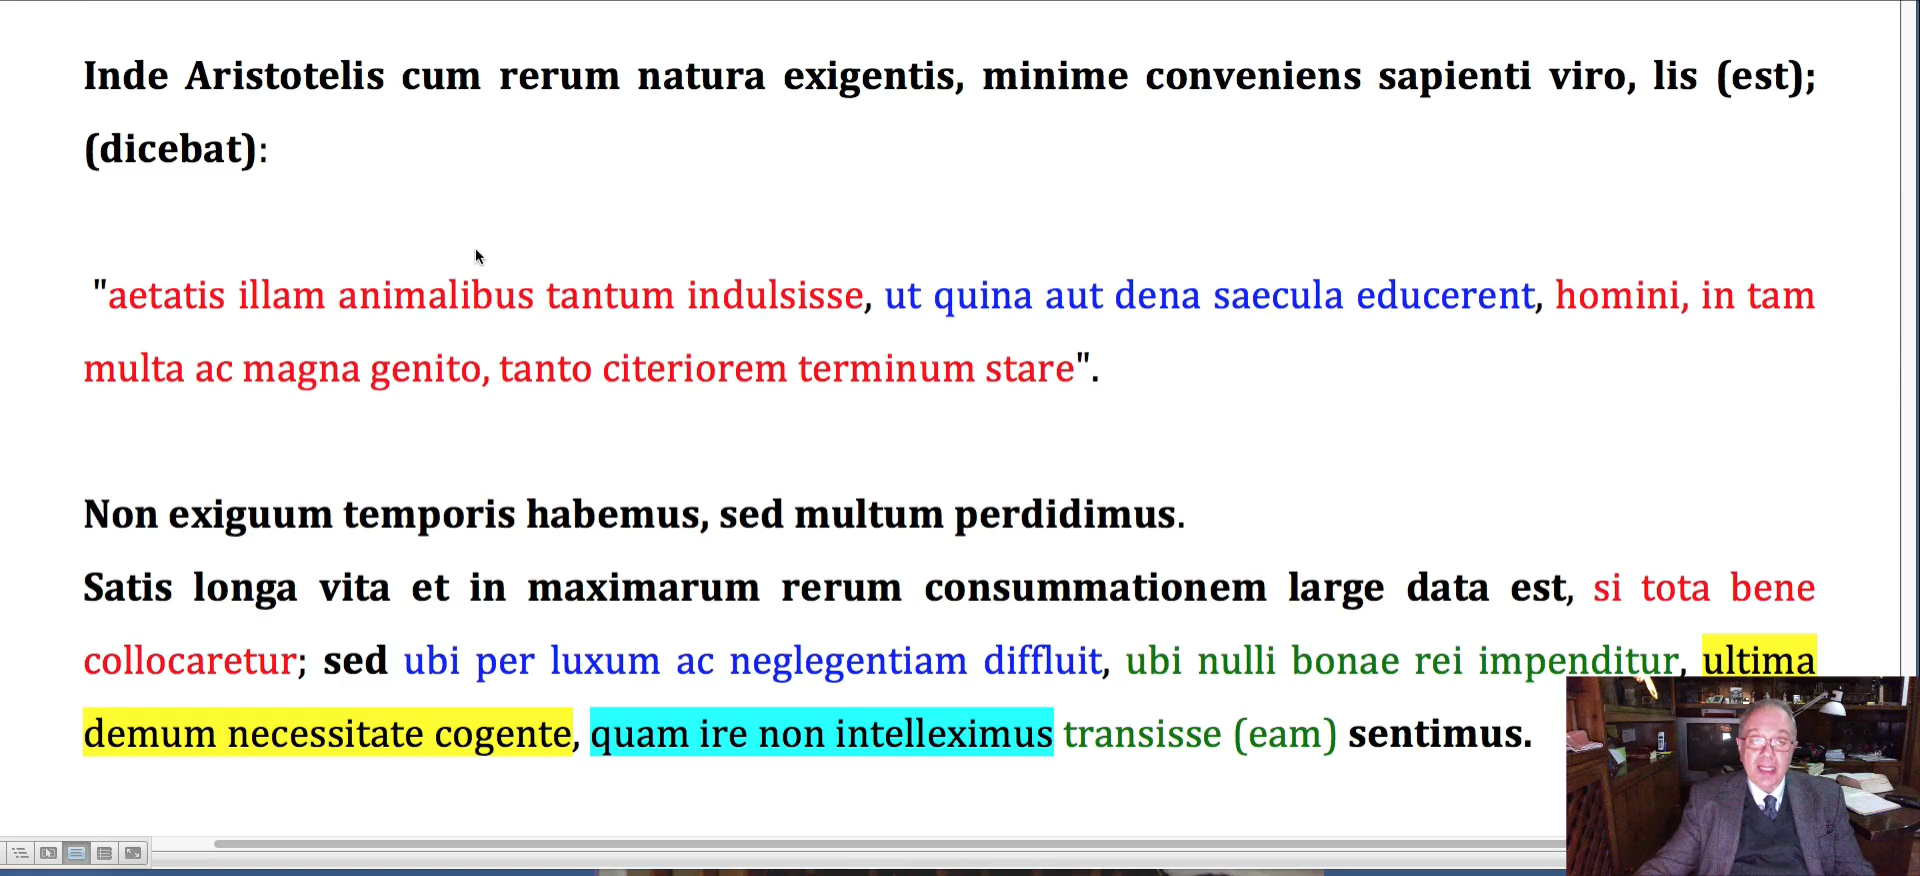 Inde Aristotelis cum rerum natura exigentis, minime conveniens sapienti viro, lis (est);
(dicebat):
"aetatis illam animalibus tantum indulsisse, ut quina aut dena saecula educerent, homini, in tam
multa ac magna genito, tanto citeriorem terminum stare".
Non exiguum temporis habemus, sed multum perdidimus.
Satis longa vita et in maximarum rerum consummationem large data est, si tota bene
collocaretur; sed ubi per luxum ac neglegentiam diffluit, ubi nulli bonae rei impenditur, ultima
demum necessitate cogente, quam ire non intelleximus transisse (eam) sentimus.